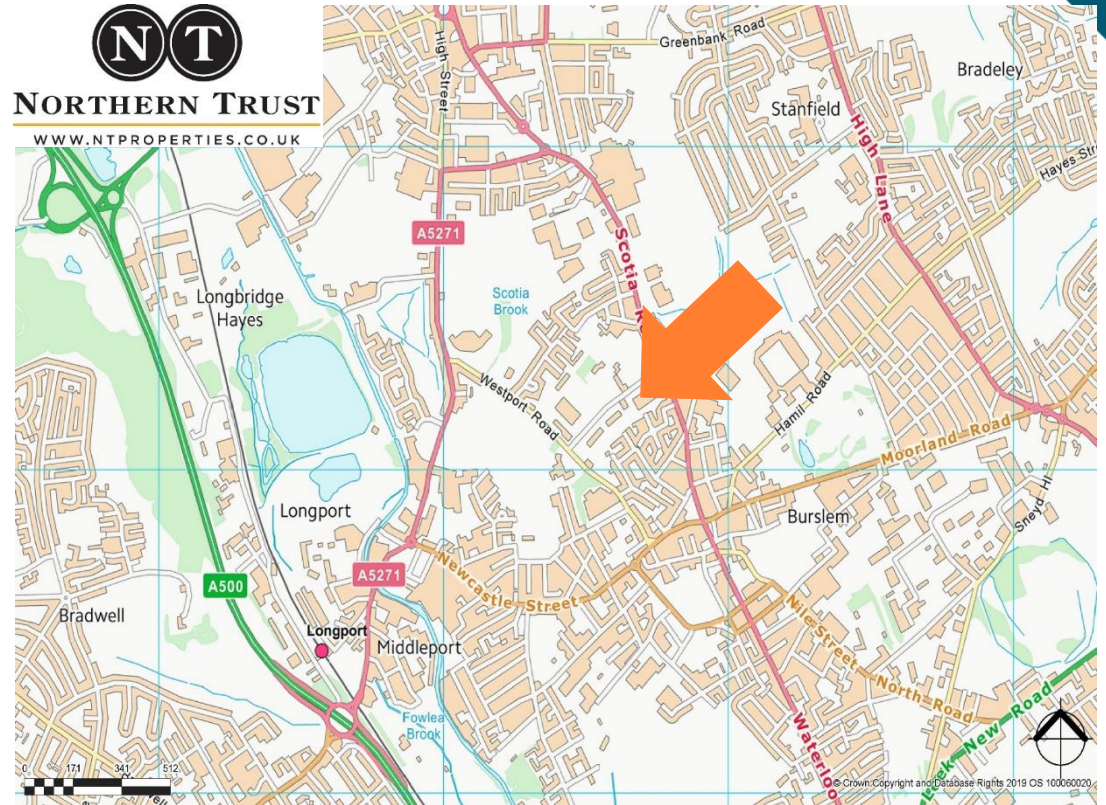 N T
NORTHERN TRUST
WWW.NTPROPERTIES.CO.UK
High Street
Greenbank Road
Bradeley
Stanfield
High Lane
Hayes
A5271
Scotia
Longbridge
Hayes
Scotia
Brook
Westport Road
Hamil Road
Moorland Road
Longport
Burslem
Sneyd Hl
A5271
A500
Newcastle Street
Bradwell
Longport
Middleport
Nile Street
North Road
Fowlea
Brook
Waterloo
Leek New Road
0 171 341 512
© Crown Copyright and Database Rights 2019 OS 100060020